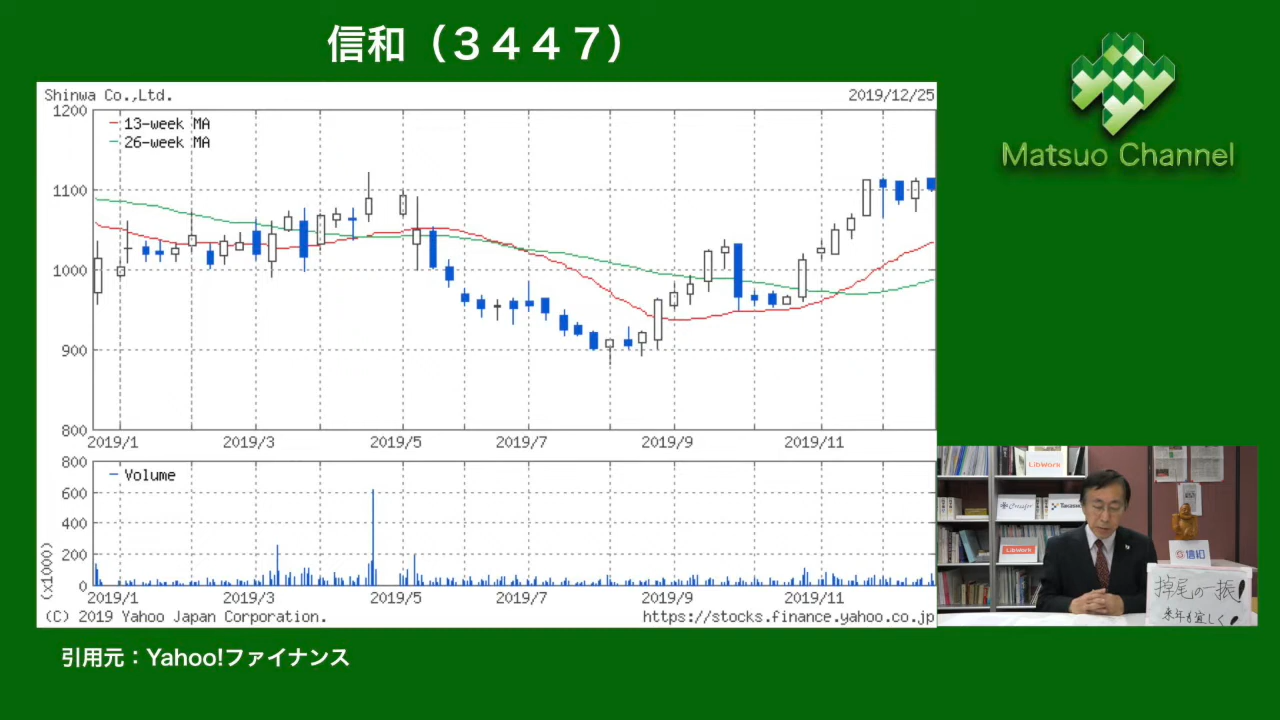 信和（３４４７）
Matsuo Channel
Shinwa Co.,Ltd.
2019/12/25
13-week MA
26-week MA
1200
1100
1000
900
800
2019/1 2019/3 2019/5 2019/7 2019/9 2019/11
Volume
800
600
400
200
0
(x1000)
2019/1 2019/3 2019/5 2019/7 2019/9 2019/11
(C) 2019 Yahoo Japan Corporation.
https://stocks.finance.yahoo.co.jp
引用元：Yahoo!ファイナンス
LibWork
LibWork
信和
掉尾の一振!
来年も宜しく!